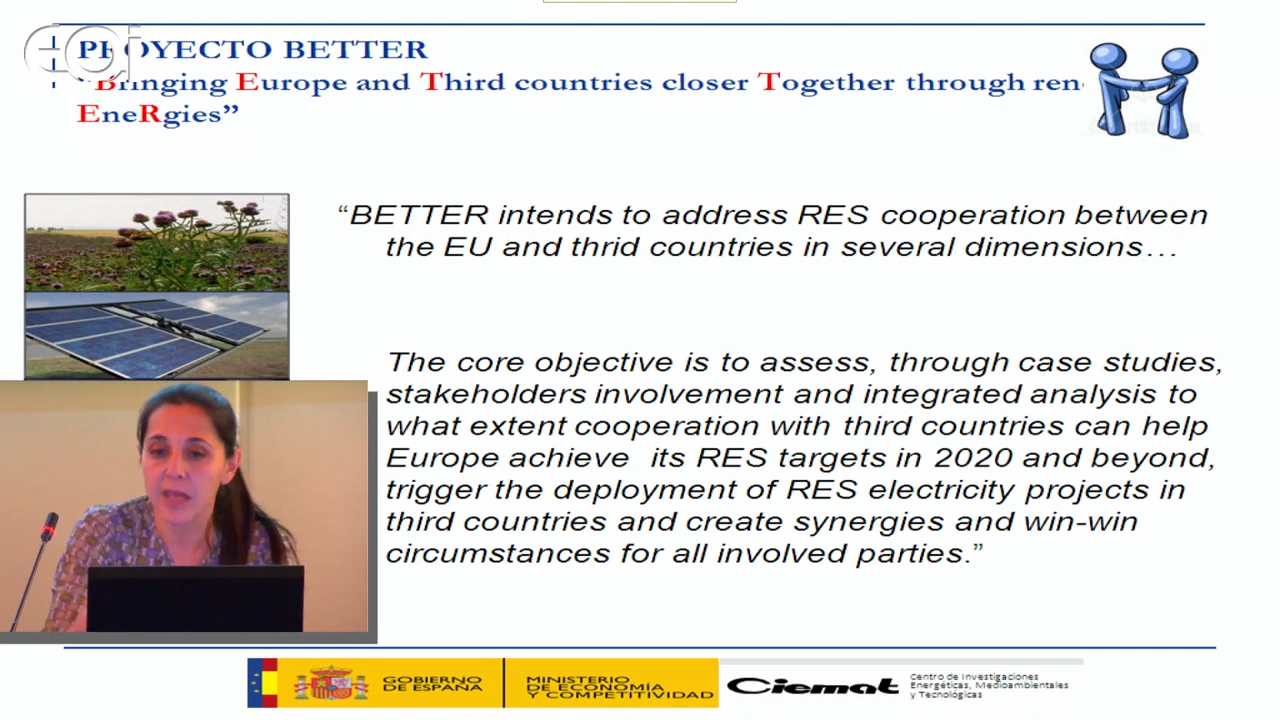 eoi
PROYECTO BETTER
“Bringing Europe and Third countries closer Together through
EneRgies”
“BETTER intends to address RES cooperation between
the EU and thrid countries in several dimensions…
The core objective is to assess, through case studies,
stakeholders involvement and integrated analysis to
what extent cooperation with third countries can help
Europe achieve its RES targets in 2020 and beyond,
trigger the deployment of RES electricity projects in
third countries and create synergies and win-win
circumstances for all involved parties.”
GOBIERNO
DE ESPAÑA
MINISTERIO
DE ECONOMÍA
Y COMPETITIVIDAD
Ciemat
Centro de Investigaciones
Energéticas, Medioambientales
y Tecnológicas